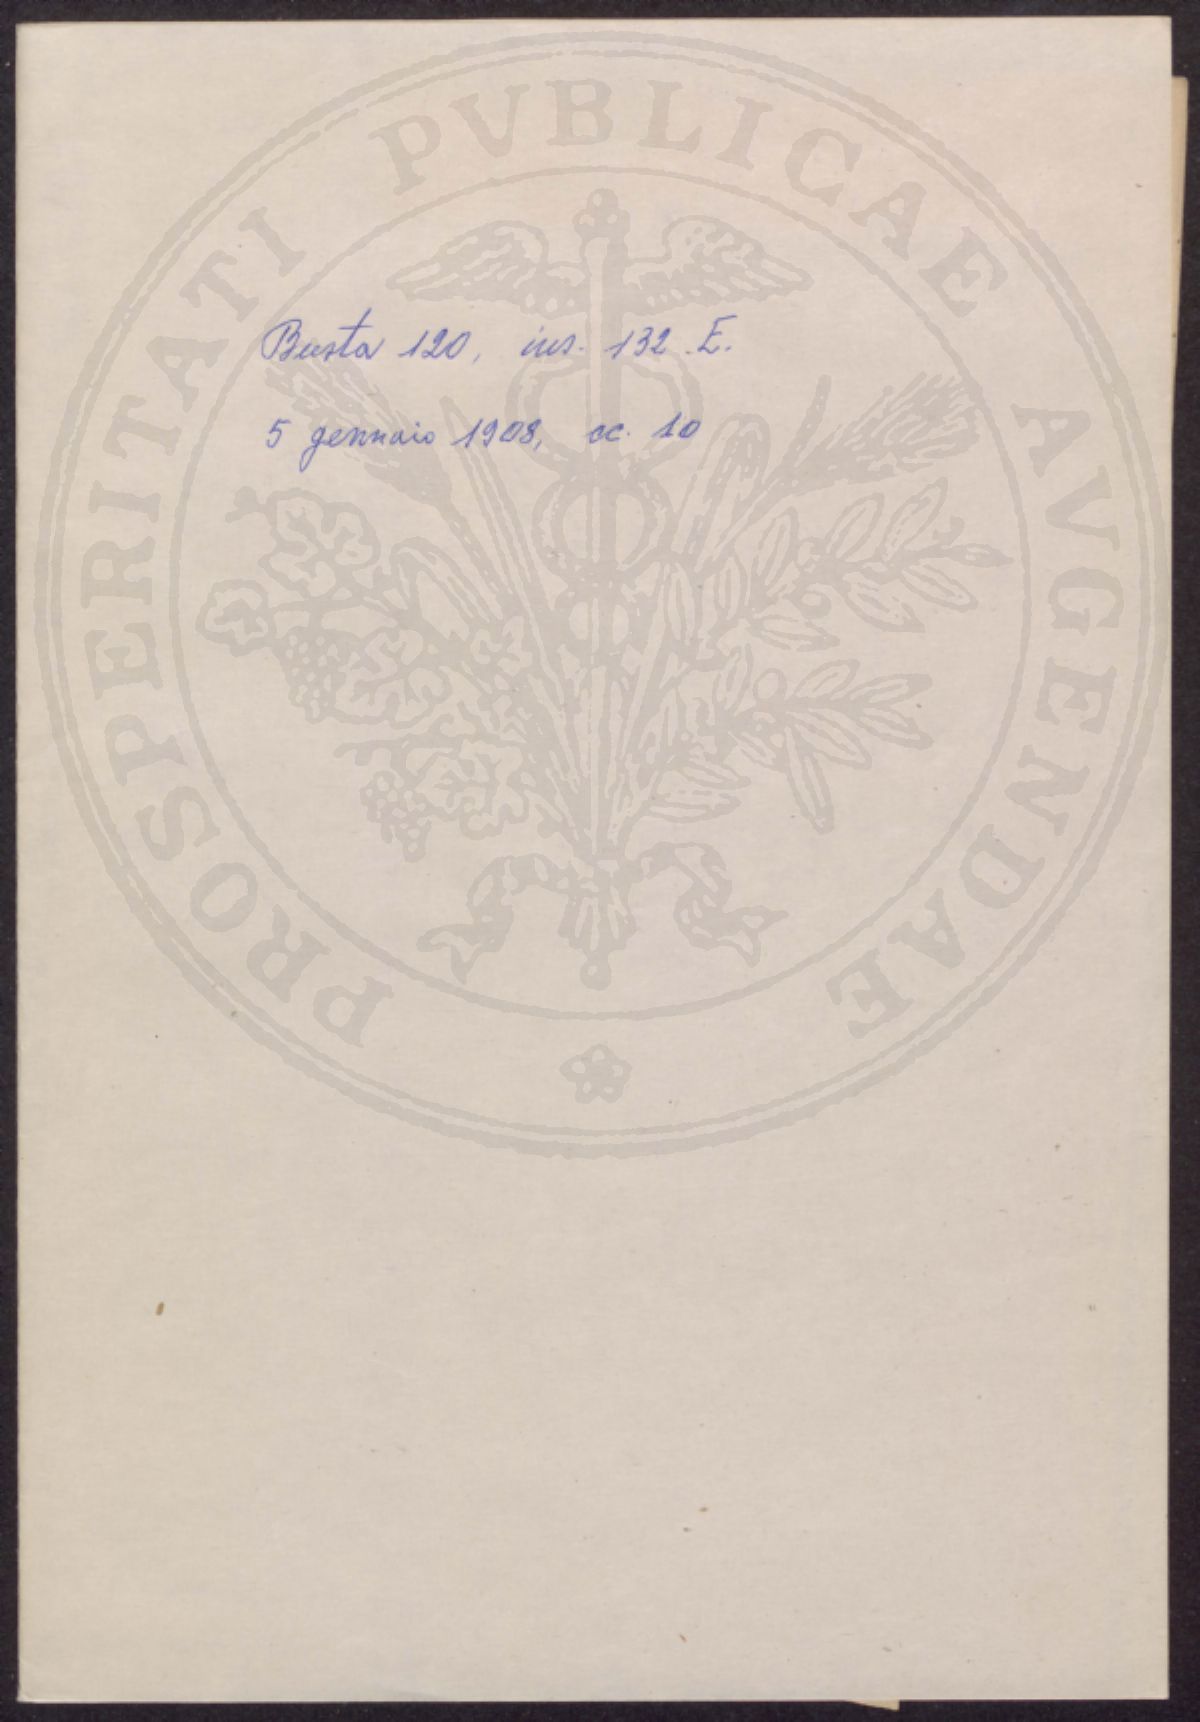 PROSPERITATI PVBLICAE AVGENDAE
Busta 120, ins. 132 E.
5 gennaio 1908, cc. 10